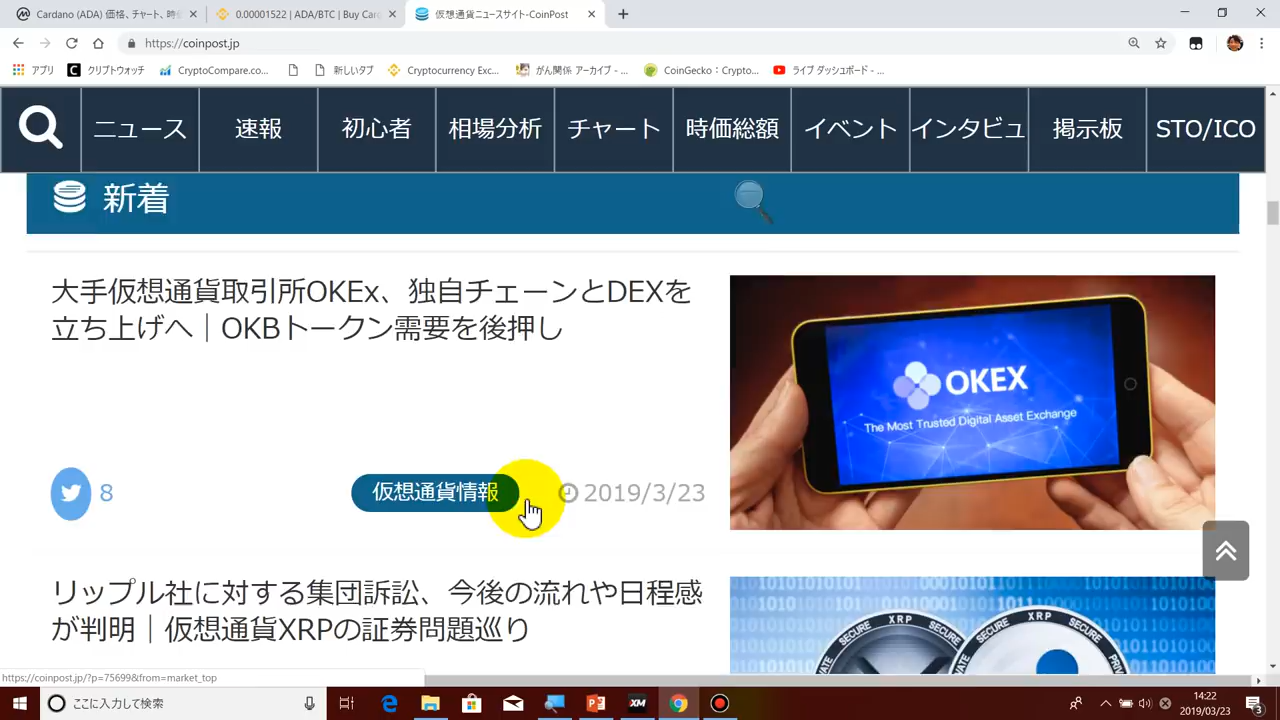 Cardano (ADA) 価格、チャート、時価
0.00001522 | ADA/BTC | Buy Car
仮想通貨ニュースサイト-CoinPost
https://coinpost.jp
アプリ
クリプトウォッチ
CryptoCompare.co...
新しいタブ
Cryptocurrency Exc...
がん関係 アーカイブ - ...
CoinGecko：Crypto...
ライブ ダッシュボード - ...
ニュース
速報
初心者
相場分析
チャート
時価総額
イベント
インタビュ
掲示板
STO/ICO
新着
大手仮想通貨取引所OKEx、独自チェーンとDEXを
立ち上げへ｜OKBトークン需要を後押し
OKEX
The Most Trusted Digital Asset Exchange
8
仮想通貨情報
2019/3/23
リップル社に対する集団訴訟、今後の流れや日程感
が判明｜仮想通貨XRPの証券問題巡り
SECURE XRP SECURE
SECURE XRP SECURE
https://coinpost.jp/?p=75699&from=market_top
ここに入力して検索
XM
14:22
2019/03/23
3